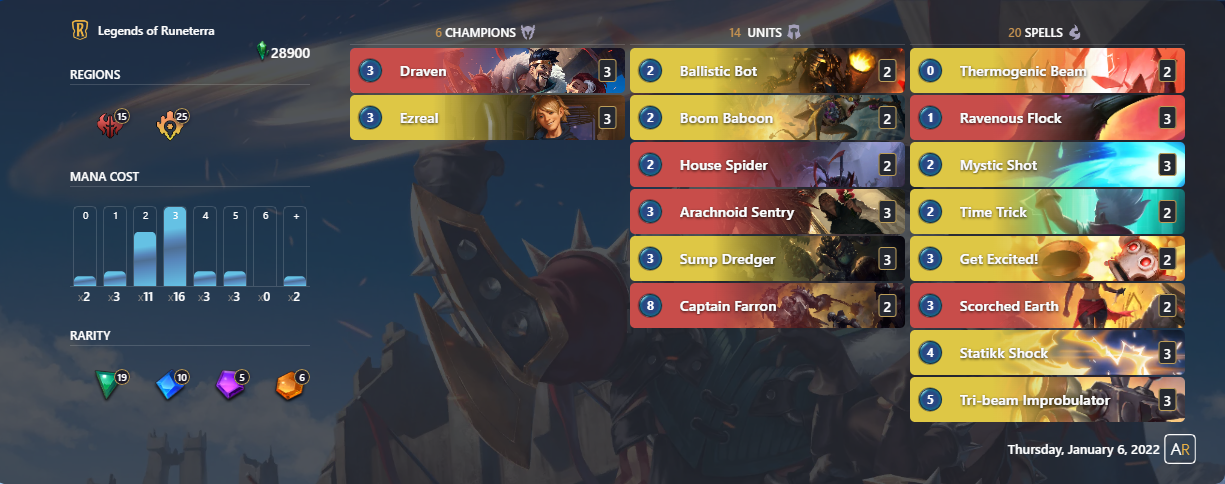 Legends of Runeterra
28900
REGIONS
15
25
MANA COST
0 1 2 3 4 5 6 +
x2 x3 x11 x16 x3 x3 x0 x2
RARITY
19 10 5 6
6 CHAMPIONS
3 Draven 3
3 Ezreal 3
14 UNITS
2 Ballistic Bot 2
2 Boom Baboon 2
2 House Spider 2
3 Arachnoid Sentry 3
3 Sump Dredger 3
8 Captain Farron 2
20 SPELLS
0 Thermogenic Beam 2
1 Ravenous Flock 3
2 Mystic Shot 3
2 Time Trick 2
3 Get Excited! 2
3 Scorched Earth 2
4 Statikk Shock 3
5 Tri-beam Improbulator 3
Thursday, January 6, 2022 AR